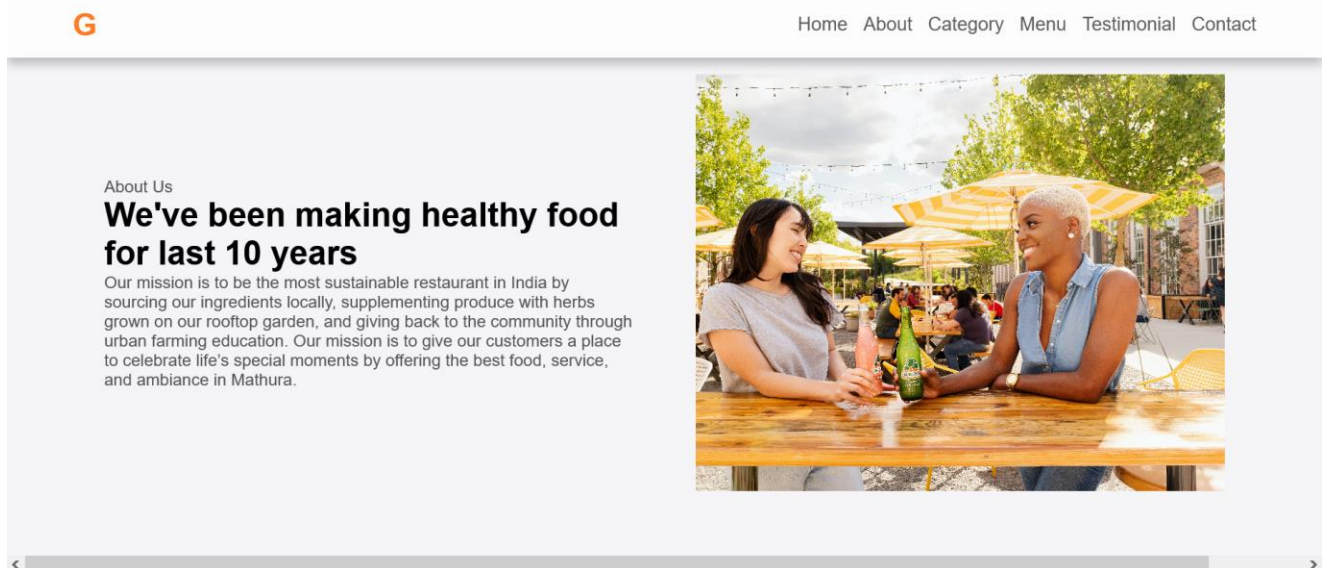 G
Home About Category Menu Testimonial Contact
About Us
We've been making healthy food
for last 10 years
Our mission is to be the most sustainable restaurant in India by
sourcing our ingredients locally, supplementing produce with herbs
grown on our rooftop garden, and giving back to the community through
urban farming education. Our mission is to give our customers a place
to celebrate life’s special moments by offering the best food, service,
and ambiance in Mathura.